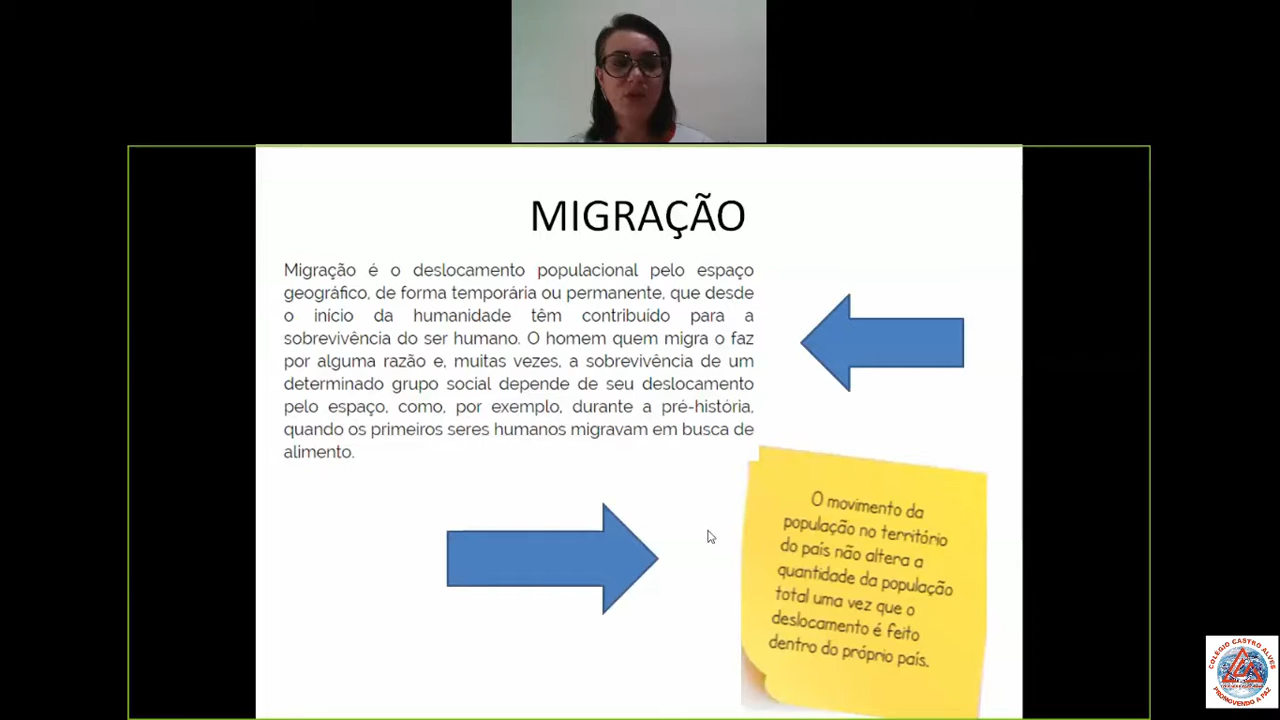 MIGRAÇÃO
Migração é o deslocamento populacional pelo espaço
geográfico, de forma temporária ou permanente, que desde
o início da humanidade têm contribuído para a
sobrevivência do ser humano. O homem quem migra o faz
por alguma razão e, muitas vezes, a sobrevivência de um
determinado grupo social depende de seu deslocamento
pelo espaço, como, por exemplo, durante a pré-história,
quando os primeiros seres humanos migravam em busca de
alimento.
O movimento da
população no território
do país não altera a
quantidade da população
total uma vez que o
deslocamento é feito
dentro do próprio país.
COLÉGIO CASTRO ALVES
PROMOVENDO A PAZ